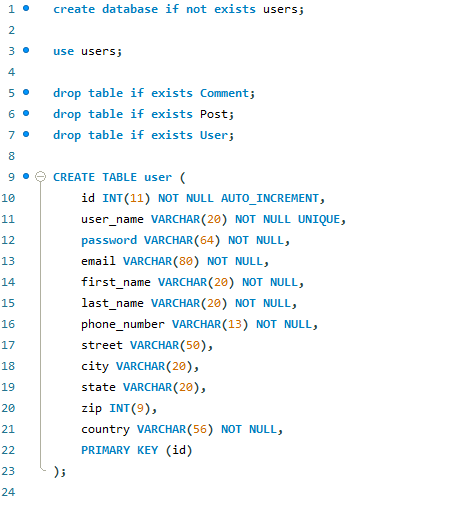 1 create database if not exists users;
2
3 use users;
4
5 drop table if exists Comment;
6 drop table if exists Post;
7 drop table if exists User;
8
9 CREATE TABLE user (
10 id INT(11) NOT NULL AUTO_INCREMENT,
11 user_name VARCHAR(20) NOT NULL UNIQUE,
12 password VARCHAR(64) NOT NULL,
13 email VARCHAR(80) NOT NULL,
14 first_name VARCHAR(20) NOT NULL,
15 last_name VARCHAR(20) NOT NULL,
16 phone_number VARCHAR(13) NOT NULL,
17 street VARCHAR(50),
18 city VARCHAR(20),
19 state VARCHAR(20),
20 zip INT(9),
21 country VARCHAR(56) NOT NULL,
22 PRIMARY KEY (id)
23 );
24